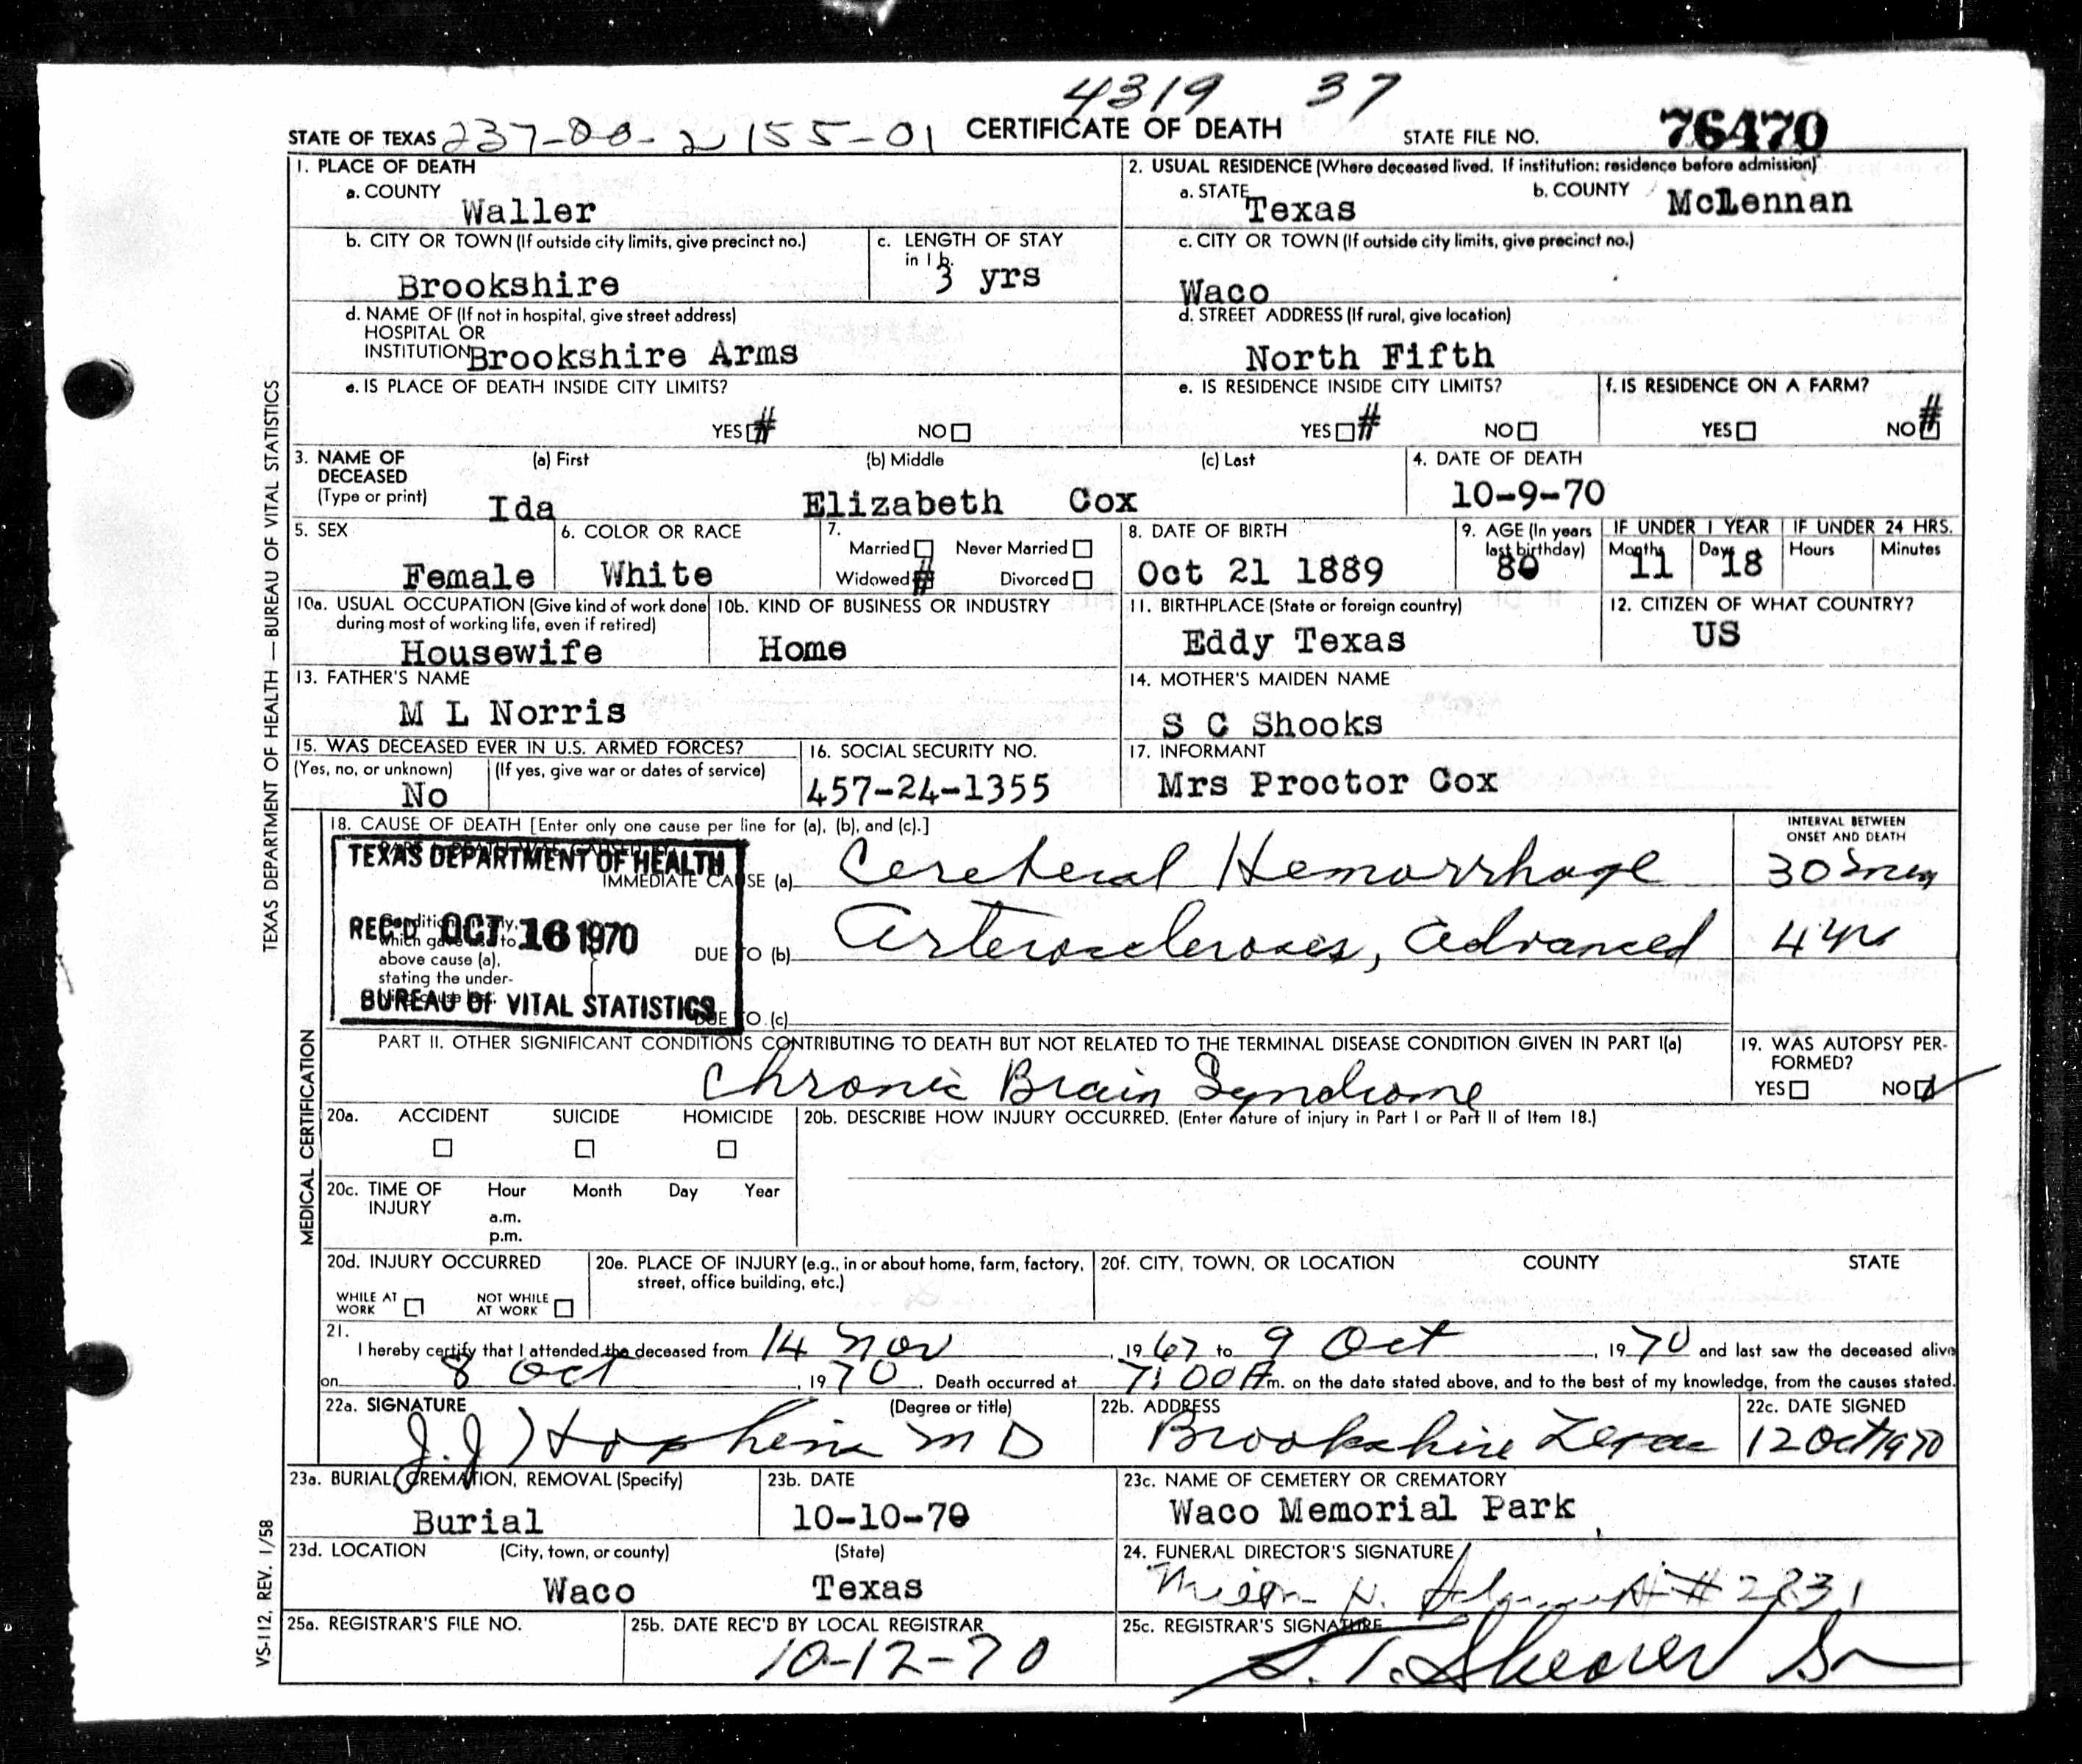 4319 37
STATE OF TEXAS 237-00-2 155-01 CERTIFICATE OF DEATH STATE FILE NO. 76470
1. PLACE OF DEATH
a. COUNTY Waller
2. USUAL RESIDENCE (Where deceased lived. If institution: residence before admission)
a. STATE Texas b. COUNTY McLennan
b. CITY OR TOWN (If outside city limits, give precinct no.) Brookshire
c. LENGTH OF STAY in 1 b. 3 yrs
c. CITY OR TOWN (If outside city limits, give precinct no.)
Waco
d. NAME OF (If not in hospital, give street address)
HOSPITAL OR
INSTITUTION Brookshire Arms
d. STREET ADDRESS (If rural, give location)
North Fifth
e. IS PLACE OF DEATH INSIDE CITY LIMITS?
YES # NO
e. IS RESIDENCE INSIDE CITY LIMITS?
YES # NO
f. IS RESIDENCE ON A FARM?
YES NO #
3. NAME OF DECEASED (Type or print)
(a) First (b) Middle (c) Last
Ida Elizabeth Cox
4. DATE OF DEATH
10-9-70
5. SEX
Female
6. COLOR OR RACE
White
7.
Married Never Married
Widowed # Divorced
8. DATE OF BIRTH
Oct 21 1889
9. AGE (In years last birthday)
80
IF UNDER 1 YEAR IF UNDER 24 HRS.
Months Days Hours Minutes
11 18
10a. USUAL OCCUPATION (Give kind of work done during most of working life, even if retired)
Housewife
10b. KIND OF BUSINESS OR INDUSTRY
Home
11. BIRTHPLACE (State or foreign country)
Eddy Texas
12. CITIZEN OF WHAT COUNTRY?
US
13. FATHER'S NAME
M L Norris
14. MOTHER'S MAIDEN NAME
S C Shooks
15. WAS DECEASED EVER IN U.S. ARMED FORCES?
(Yes, no, or unknown) (If yes, give war or dates of service)
No
16. SOCIAL SECURITY NO.
457-24-1355
17. INFORMANT
Mrs Proctor Cox
18. CAUSE OF DEATH [Enter only one cause per line for (a), (b), and (c).]
INTERVAL BETWEEN
ONSET AND DEATH
TEXAS DEPARTMENT OF HEALTH
IMMEDIATE CAUSE (a) Cerebral Hemorrhage 30
REC'D OCT 16 1970
above cause (a),
stating the under-
DUE TO (b) Arterioscleroses, advanced 4 yrs
BUREAU OF VITAL STATISTICS
DUE TO (c)
PART II. OTHER SIGNIFICANT CONDITIONS CONTRIBUTING TO DEATH BUT NOT RELATED TO THE TERMINAL DISEASE CONDITION GIVEN IN PART I(a)
Chronic Brain Syndrome
19. WAS AUTOPSY PER-
FORMED?
YES NO
20a. ACCIDENT SUICIDE HOMICIDE
20b. DESCRIBE HOW INJURY OCCURRED. (Enter nature of injury in Part I or Part II of Item 18.)
20c. TIME OF INJURY Hour Month Day Year
a.m.
p.m.
20d. INJURY OCCURRED
WHILE AT WORK NOT WHILE AT WORK
20e. PLACE OF INJURY (e.g., in or about home, farm, factory,
street, office building, etc.)
20f. CITY, TOWN, OR LOCATION COUNTY STATE
21.
I hereby certify that I attended the deceased from 14 Nov, 1967 to 9 Oct, 1970 and last saw the deceased alive
on 8 Oct, 1970. Death occurred at 7:00 A m. on the date stated above, and to the best of my knowledge, from the causes stated.
22a. SIGNATURE (Degree or title)
J. J. Hopkins MD
22b. ADDRESS
Brookshire Texas
22c. DATE SIGNED
12 Oct 1970
23a. BURIAL, CREMATION, REMOVAL (Specify)
Burial
23b. DATE
10-10-70
23c. NAME OF CEMETERY OR CREMATORY
Waco Memorial Park
23d. LOCATION (City, town, or county) (State)
Waco Texas
24. FUNERAL DIRECTOR'S SIGNATURE
# 2831
25a. REGISTRAR'S FILE NO.
25b. DATE REC'D BY LOCAL REGISTRAR
10-12-70
25c. REGISTRAR'S SIGNATURE
S. T. Shearer Sr
TEXAS DEPARTMENT OF HEALTH — BUREAU OF VITAL STATISTICS
MEDICAL CERTIFICATION
VS-112, REV. 1/58